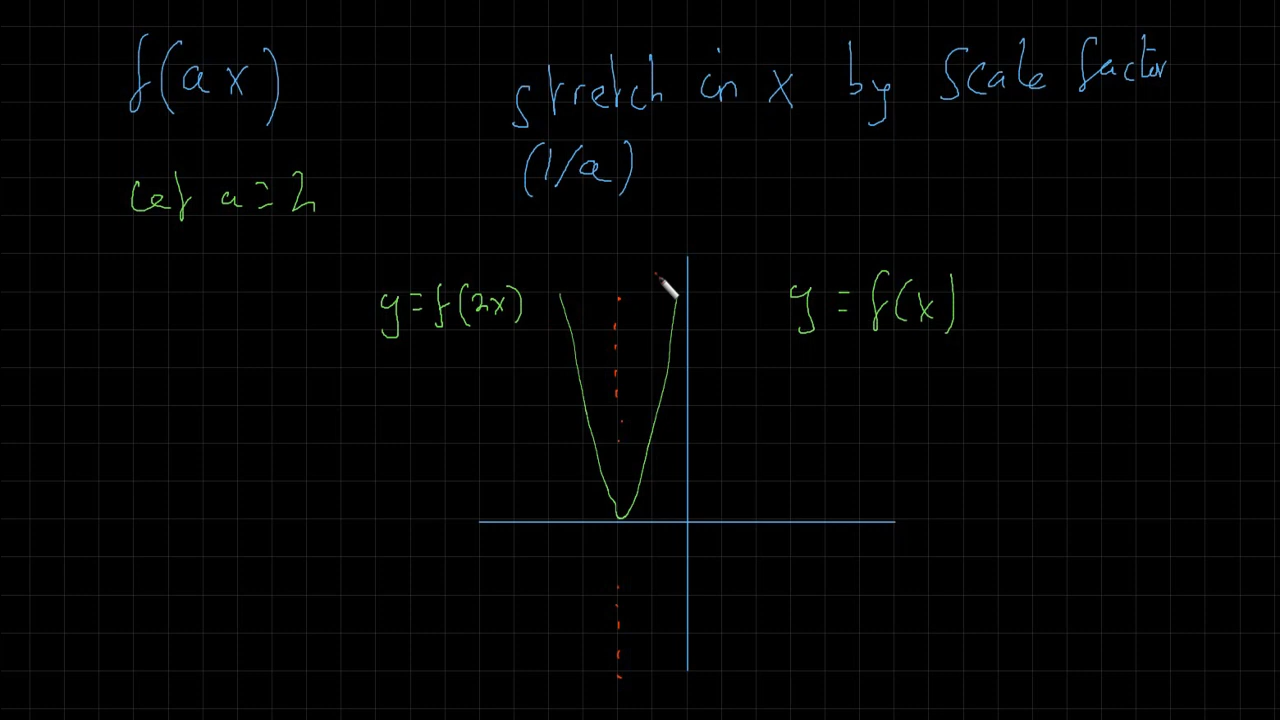 f(ax)
stretch in x by scale factor
(1/a)
let a = 2
y = f(2x)
y = f(x)